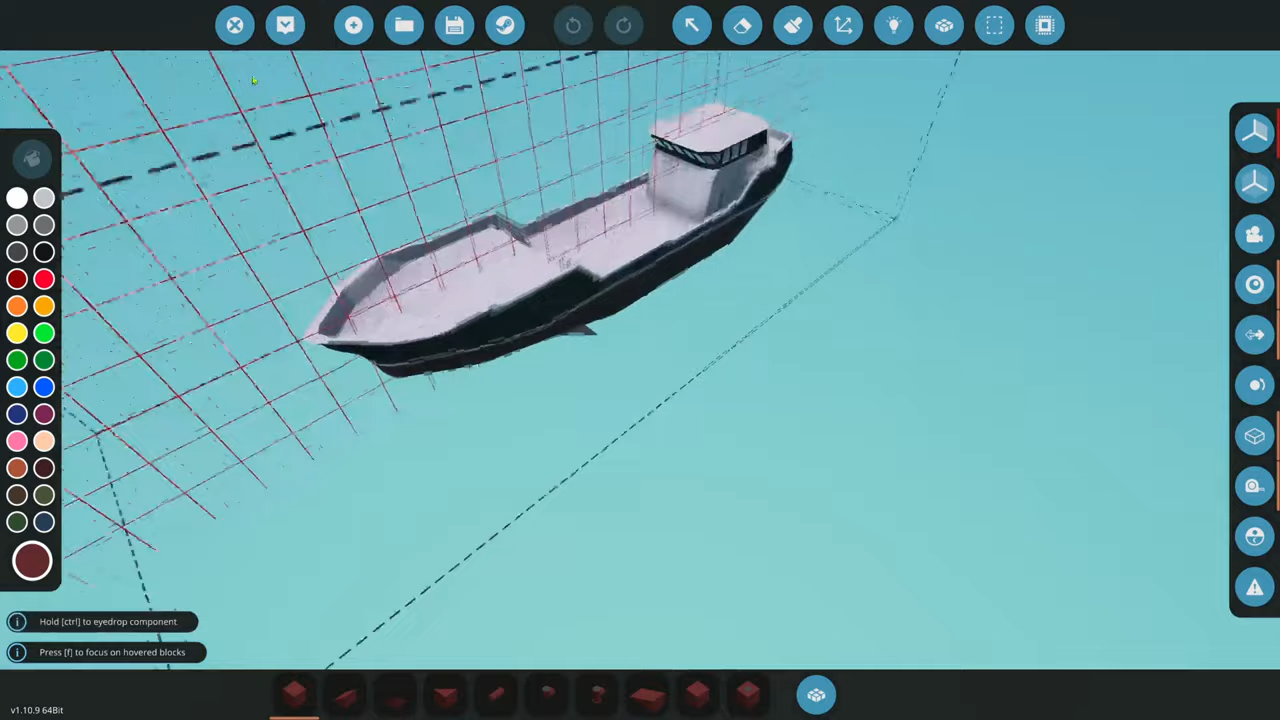 Hold [ctrl] to eyedrop component
Press [f] to focus on hovered blocks
v1.10.9 64Bit